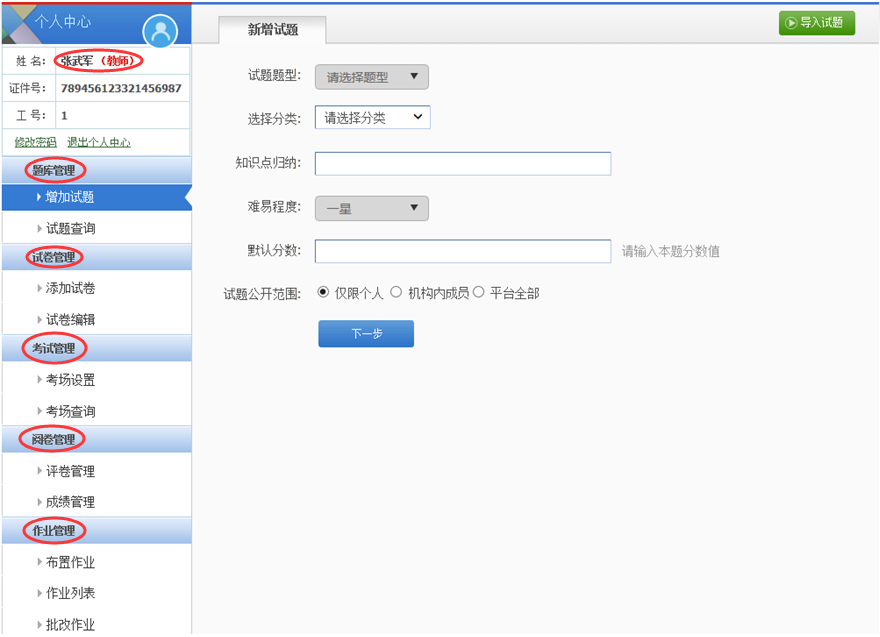 个人中心
姓 名: 张武军（教师）
证件号: 789456123321456987
工 号: 1
修改密码 退出个人中心
题库管理
增加试题
试题查询
试卷管理
添加试卷
试卷编辑
考试管理
考场设置
考场查询
阅卷管理
评卷管理
成绩管理
作业管理
布置作业
作业列表
批改作业
新增试题
导入试题
试题题型: 请选择题型
选择分类: 请选择分类
知识点归纳:
难易程度: 一星
默认分数: 请输入本题分数值
试题公开范围: 仅限个人 机构内成员 平台全部
下一步